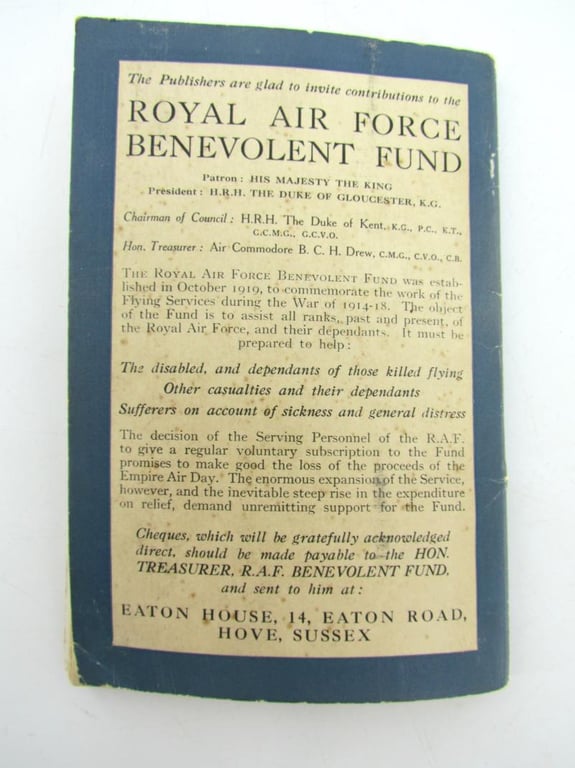 The Publishers are glad to invite contributions to the
ROYAL AIR FORCE
BENEVOLENT FUND
Patron: HIS MAJESTY THE KING
President: H.R.H. THE DUKE OF GLOUCESTER, K.G.
Chairman of Council: H.R.H. The Duke of Kent, K.G., P.C., K.T.,
G.C.M.G., G.C.V.O.
Hon. Treasurer: Air Commodore B. C. H. Drew, C.M.G., C.V.O., C.B.
THE ROYAL AIR FORCE BENEVOLENT FUND was estab-
lished in October 1919, to commemorate the work of the
Flying Services during the War of 1914-18. The object
of the Fund is to assist all ranks, past and present, of
the Royal Air Force, and their dependants. It must be
prepared to help:
The disabled, and dependants of those killed flying
Other casualties and their dependants
Sufferers on account of sickness and general distress
The decision of the Serving Personnel of the R.A.F.
to give a regular voluntary subscription to the Fund
promises to make good the loss of the proceeds of the
Empire Air Day. The enormous expansion of the Service,
however, and the inevitable steep rise in the expenditure
on relief, demand unremitting support for the Fund.
Cheques, which will be gratefully acknowledged
direct, should be made payable to the HON.
TREASURER, R.A.F. BENEVOLENT FUND,
and sent to him at:
EATON HOUSE, 14, EATON ROAD,
HOVE, SUSSEX